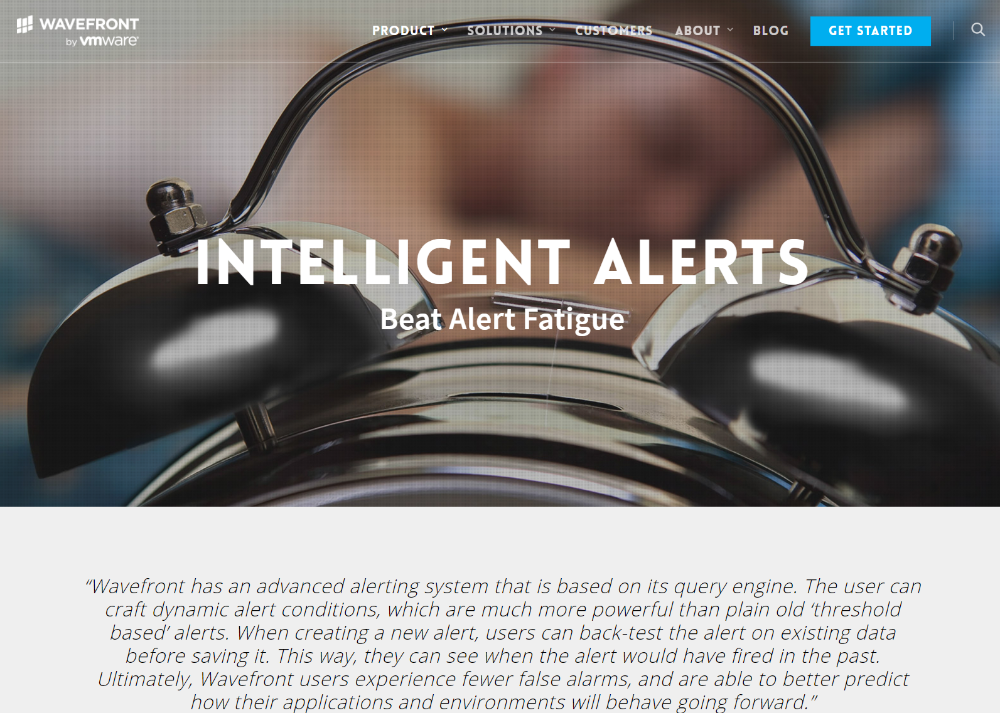 WAVEFRONT
by vmware®
PRODUCT
SOLUTIONS
CUSTOMERS
ABOUT
BLOG
GET STARTED
INTELLIGENT ALERTS
Beat Alert Fatigue
“Wavefront has an advanced alerting system that is based on its query engine. The user can
craft dynamic alert conditions, which are much more powerful than plain old ‘threshold
based’ alerts. When creating a new alert, users can back-test the alert on existing data
before saving it. This way, they can see when the alert would have fired in the past.
Ultimately, Wavefront users experience fewer false alarms, and are able to better predict
how their applications and environments will behave going forward.”